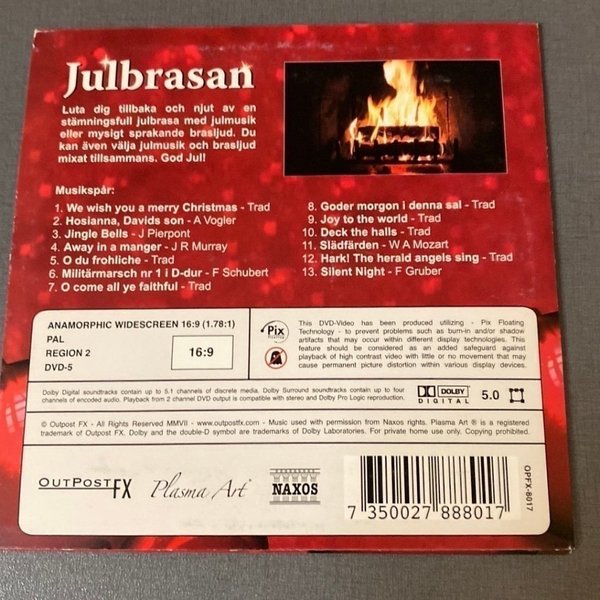 Julbrasan
Luta dig tillbaka och njut av en
stämningsfull julbrasa med julmusik
eller mysigt sprakande brasljud. Du
kan även välja julmusik och brasljud
mixat tillsammans. God Jul!
Musikspår:
1. We wish you a merry Christmas - Trad
2. Hosianna, Davids son - A Vogler
3. Jingle Bells - J Pierpont
4. Away in a manger - J R Murray
5. O du frohliche - Trad
6. Militärmarsch nr 1 i D-dur - F Schubert
7. O come all ye faithful - Trad
8. Goder morgon i denna sal - Trad
9. Joy to the world - Trad
10. Deck the halls - Trad
11. Slädfärden - W A Mozart
12. Hark! The herald angels sing - Trad
13. Silent Night - F Gruber
ANAMORPHIC WIDESCREEN 16:9 (1.78:1)
PAL
REGION 2
DVD-5
16:9
Pix
This DVD-Video has been produced utilizing - Pix Floating
Technology - to prevent problems such as burn-in and/or shadow
artifacts that may occur within different display technologies. This
feature should be considered as an added safeguard against
playback of high contrast video with little or no movement that may
cause permanent picture distortion within various display devices.
Dolby Digital soundtracks contain up to 5.1 channels of discrete media. Dolby Surround soundtracks contain up to four
channels of encoded audio. Playback from 2 channel DVD output is compatible with stereo and Dolby Pro Logic reproduction.
DOLBY
DIGITAL
5.0
© Outpost FX - All Rights Reserved MMVII - www.outpostfx.com - Music used with permission from Naxos rights. Plasma Art ® is a registered
trademark of Outpost FX. Dolby and the double-D symbol are trademarks of Dolby Laboratories. For private home use only. Copying prohibited.
OUTPOST FX
Plasma Art
NAXOS
7 350027 888017
OPFX-8017